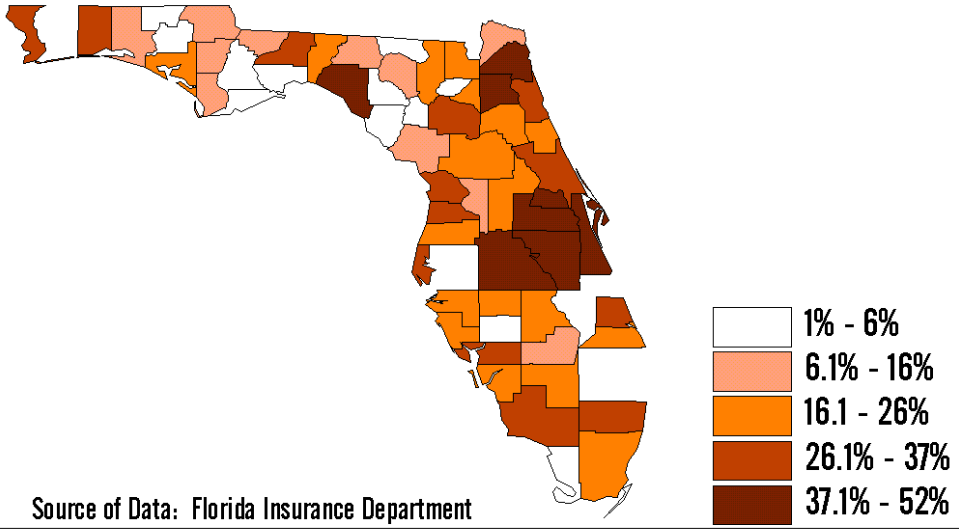 1% - 6%
6.1% - 16%
16.1 - 26%
26.1% - 37%
37.1% - 52%
Source of Data: Florida Insurance Department